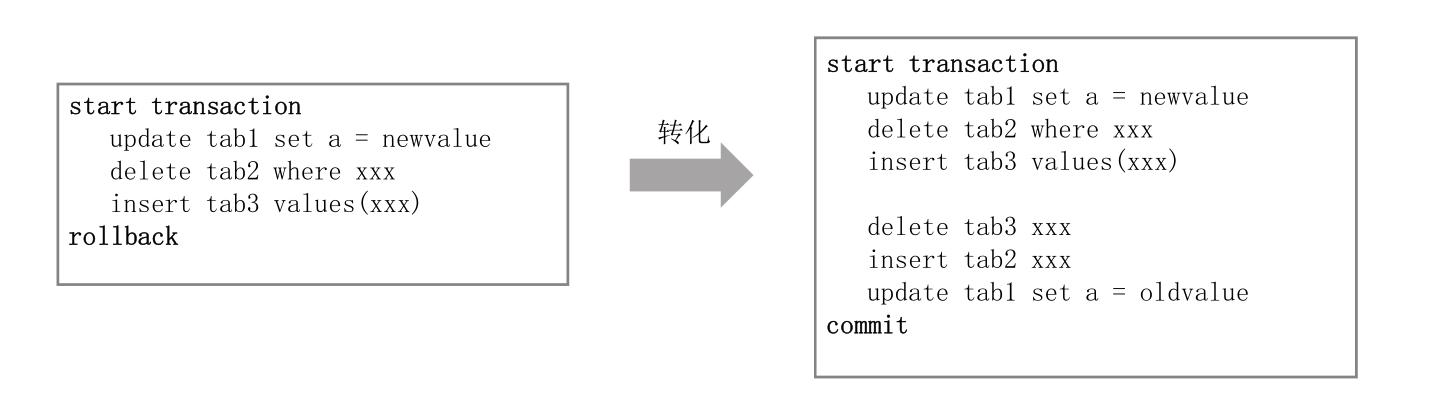 start transaction
update tab1 set a = newvalue
delete tab2 where xxx
insert tab3 values(xxx)
rollback
转化
start transaction
update tab1 set a = newvalue
delete tab2 where xxx
insert tab3 values(xxx)
delete tab3 xxx
insert tab2 xxx
update tab1 set a = oldvalue
commit